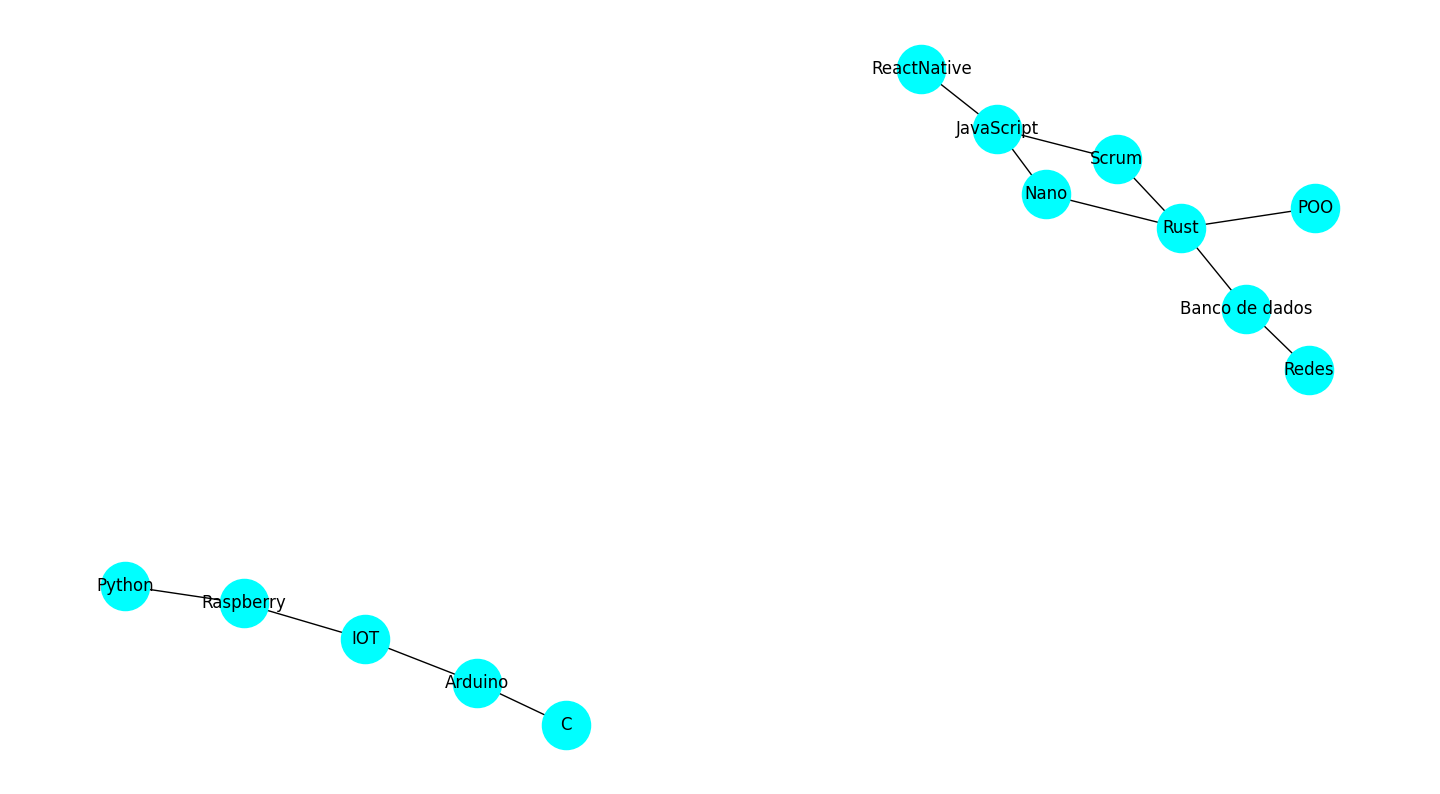 ReactNative
JavaScript
Scrum
Nano
POO
Rust
Banco de dados
Redes
Python
Raspberry
IOT
Arduino
C